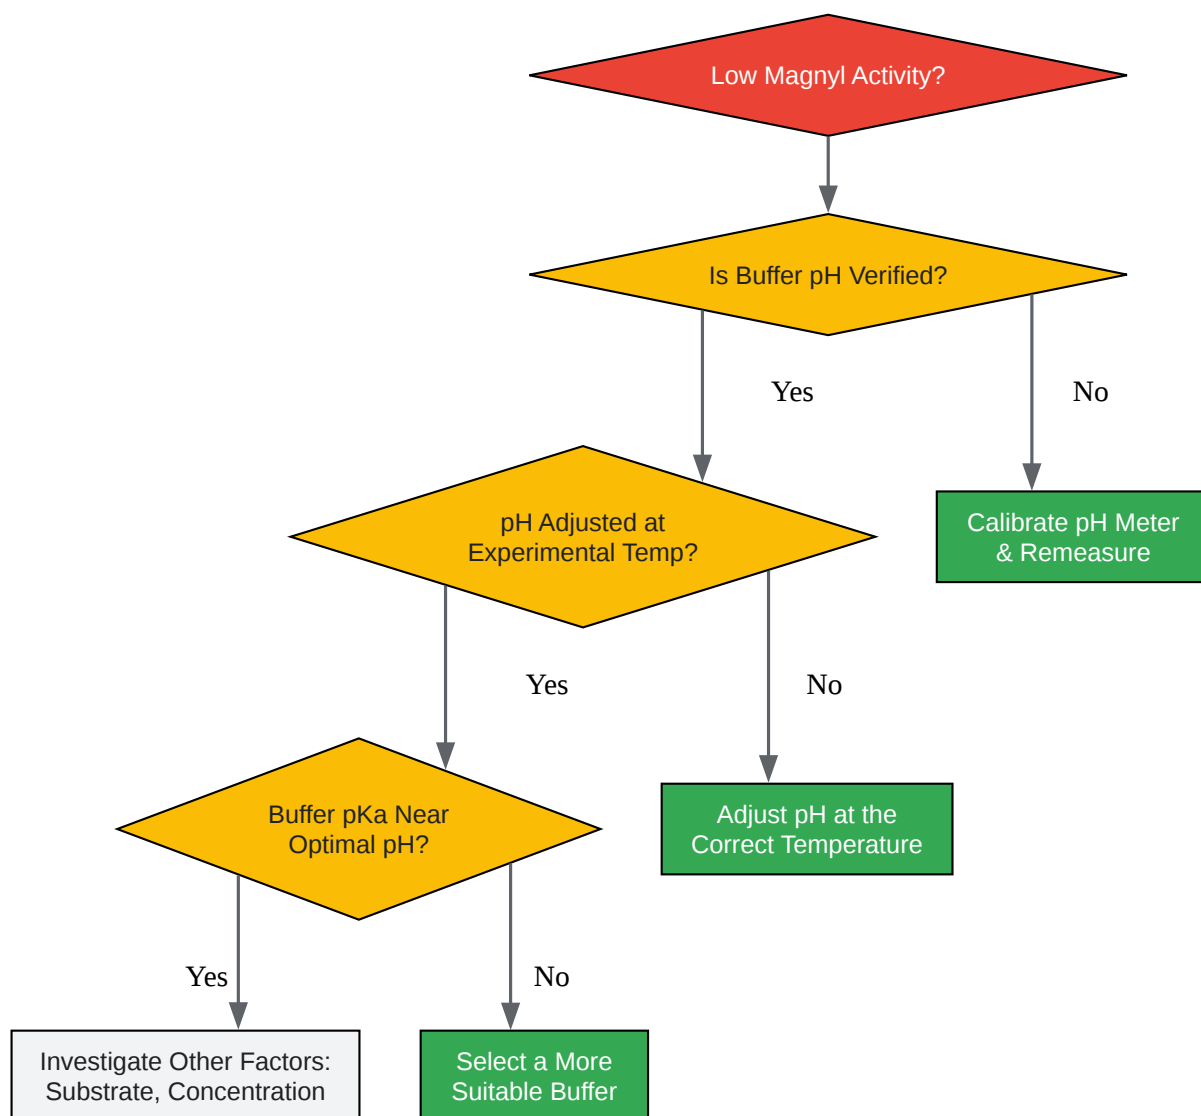 Low Magnyl Activity?
Is Buffer pH Verified?
Yes
No
pH Adjusted at
Experimental Temp?
Calibrate pH Meter
& Remeasure
Yes
No
Buffer pKa Near
Optimal pH?
Adjust pH at the
Correct Temperature
Yes
No
Investigate Other Factors:
Substrate, Concentration
Select a More
Suitable Buffer